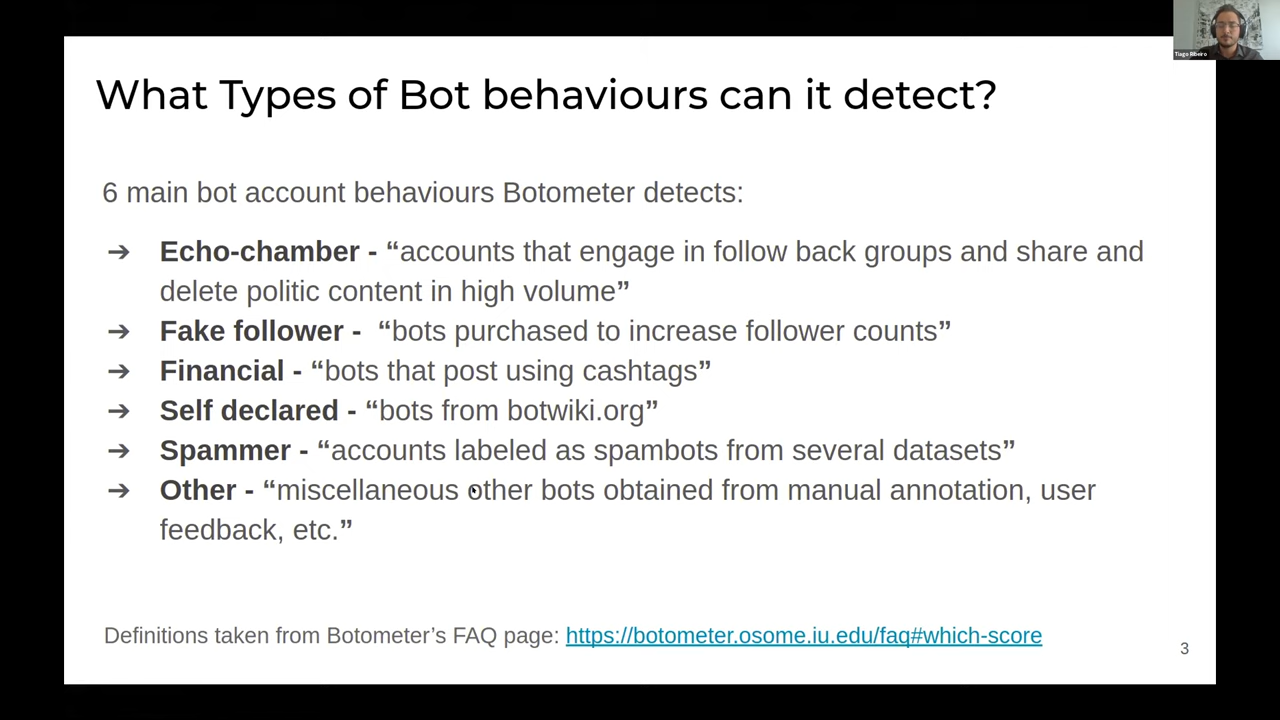 Tiago Ribeiro
What Types of Bot behaviours can it detect?
6 main bot account behaviours Botometer detects:
➔ Echo-chamber - “accounts that engage in follow back groups and share and
delete politic content in high volume”
➔ Fake follower -  “bots purchased to increase follower counts”
➔ Financial - “bots that post using cashtags”
➔ Self declared - “bots from botwiki.org”
➔ Spammer - “accounts labeled as spambots from several datasets”
➔ Other - “miscellaneous other bots obtained from manual annotation, user
feedback, etc.”
Definitions taken from Botometer’s FAQ page: https://botometer.osome.iu.edu/faq#which-score
3